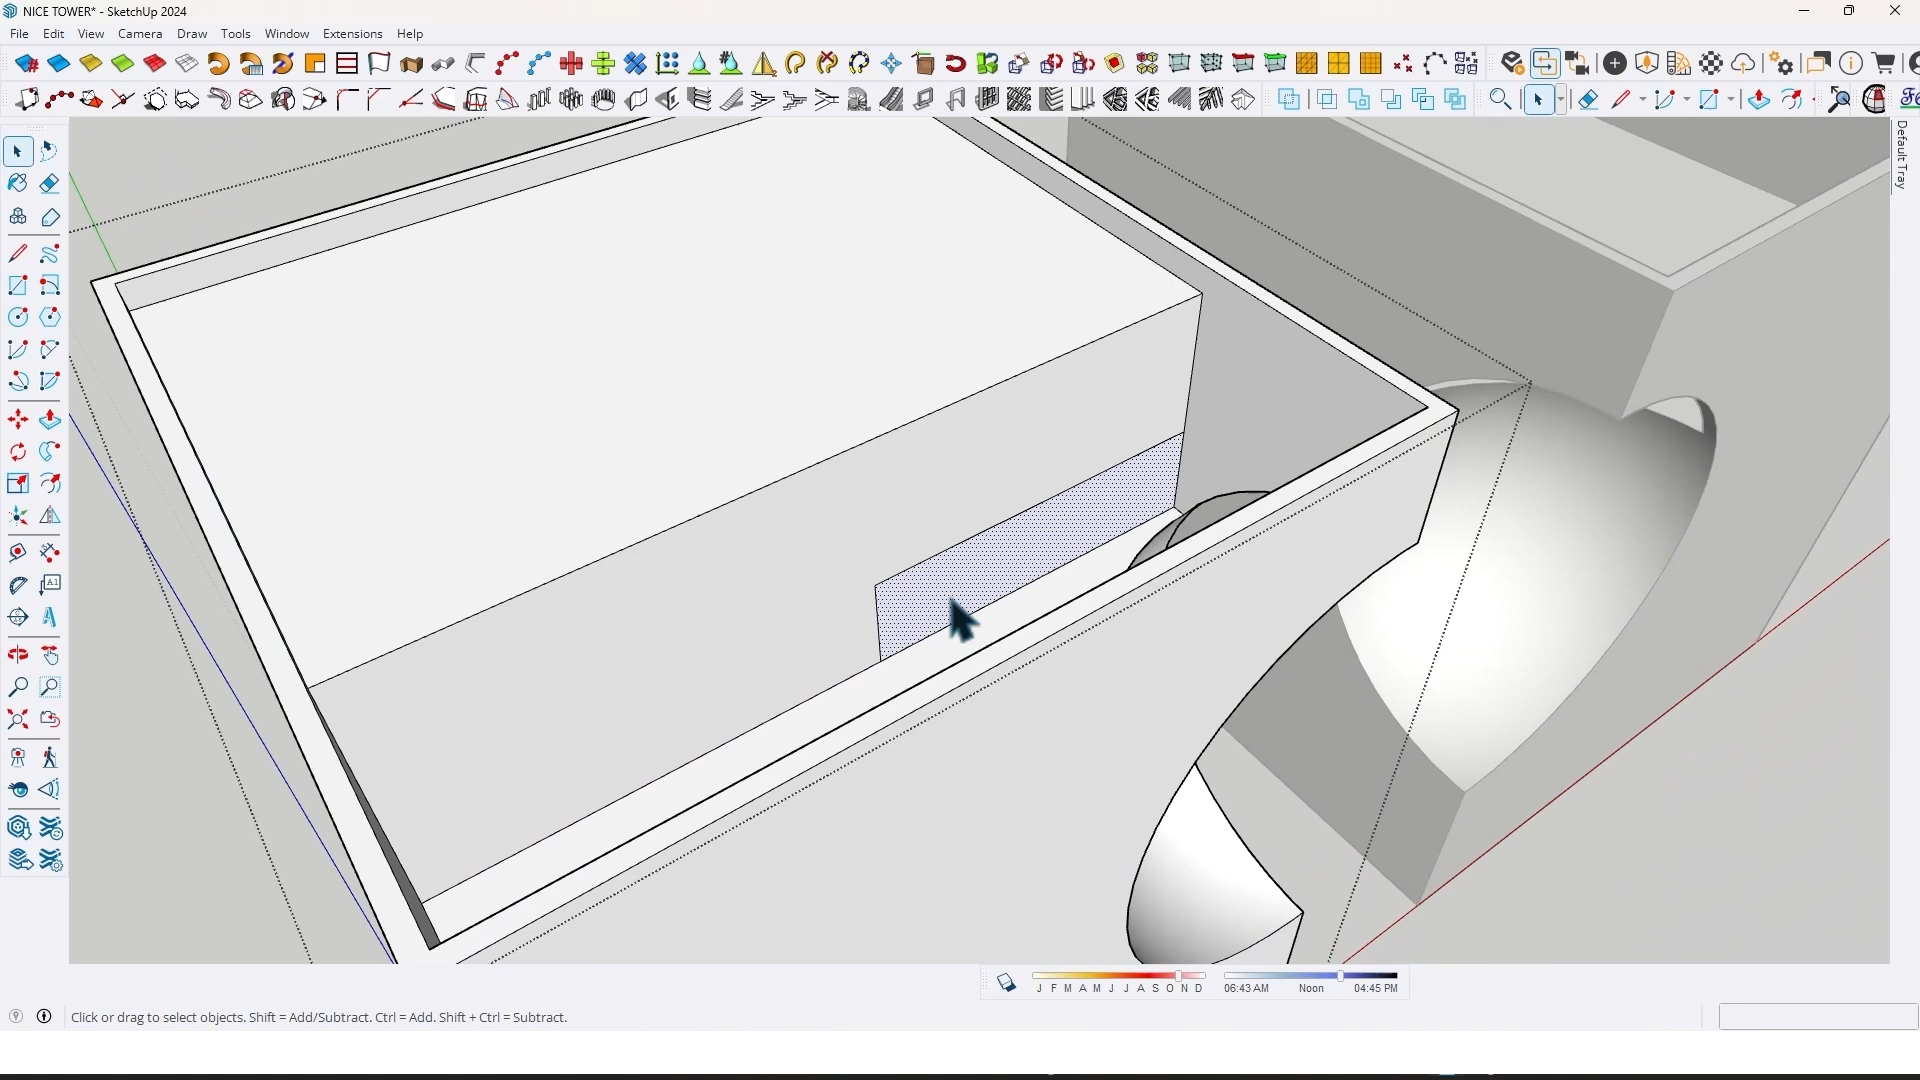 NICE TOWER* - SketchUp 2024
File Edit View Camera Draw Tools Window Extensions Help
Default Tray
A1
J F M A M J J A S O N D 06:43 AM Noon 04:45 PM
Click or drag to select objects. Shift = Add/Subtract. Ctrl = Add. Shift + Ctrl = Subtract.